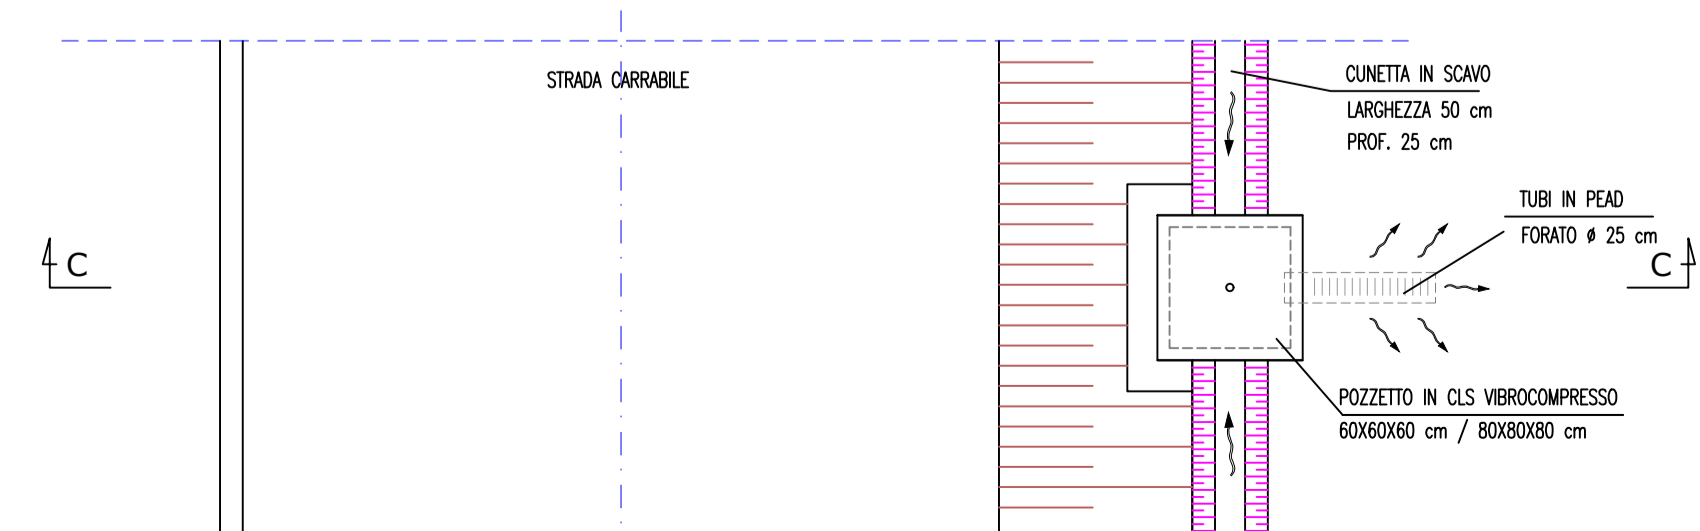 STRADA CARRABILE
CUNETTA IN SCAVO
LARGHEZZA 50 cm
PROF. 25 cm
TUBI IN PEAD
FORATO ø 25 cm
C
C
POZZETTO IN CLS VIBROCOMPRESSO
60X60X60 cm / 80X80X80 cm